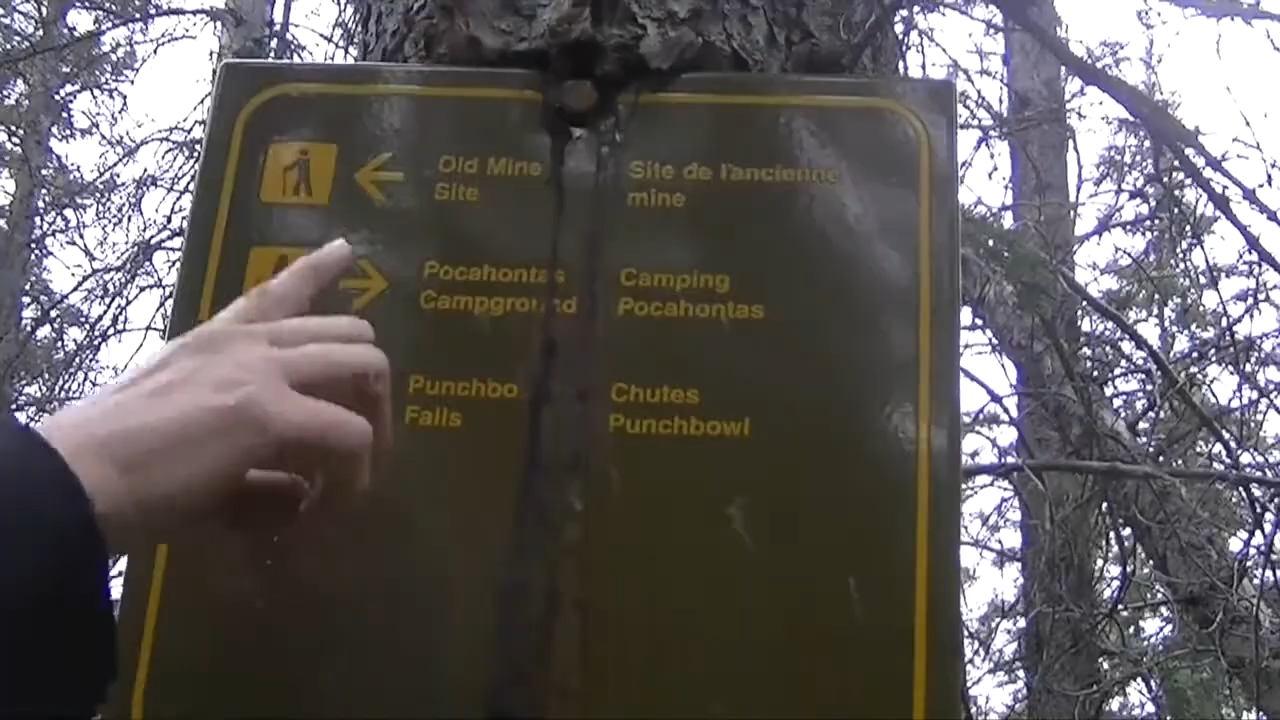 Old Mine
Site
Site de l'ancienne
mine
Pocahontas
Campground
Camping
Pocahontas
Falls
Chutes
Punchbowl